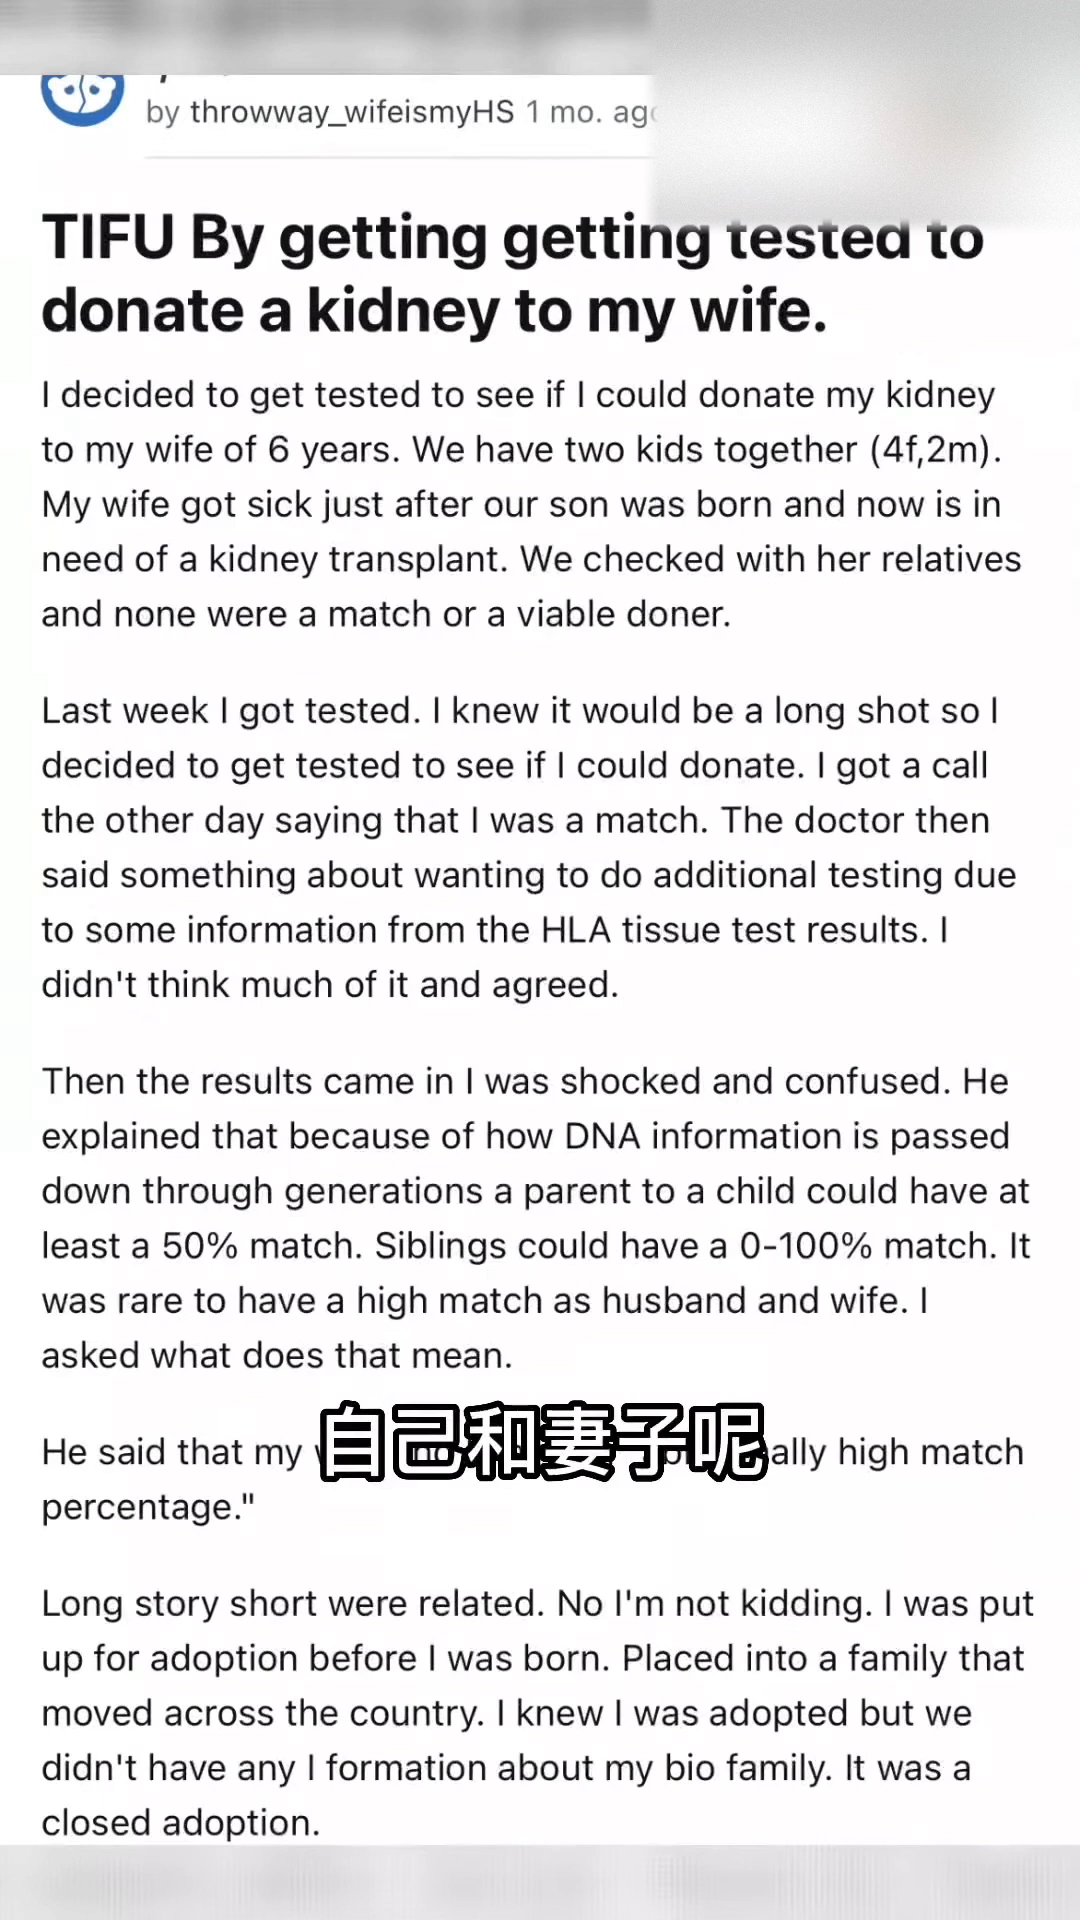 by throwway_wifeismyHS 1 mo. ago
TIFU By getting getting tested to
donate a kidney to my wife.
I decided to get tested to see if I could donate my kidney
to my wife of 6 years. We have two kids together (4f,2m).
My wife got sick just after our son was born and now is in
need of a kidney transplant. We checked with her relatives
and none were a match or a viable doner.
Last week I got tested. I knew it would be a long shot so I
decided to get tested to see if I could donate. I got a call
the other day saying that I was a match. The doctor then
said something about wanting to do additional testing due
to some information from the HLA tissue test results. I
didn't think much of it and agreed.
Then the results came in I was shocked and confused. He
explained that because of how DNA information is passed
down through generations a parent to a child could have at
least a 50% match. Siblings could have a 0-100% match. It
was rare to have a high match as husband and wife. I
asked what does that mean.
He said that my high match
自己和妻子呢
percentage."
Long story short were related. No I'm not kidding. I was put
up for adoption before I was born. Placed into a family that
moved across the country. I knew I was adopted but we
didn't have any I formation about my bio family. It was a
closed adoption.